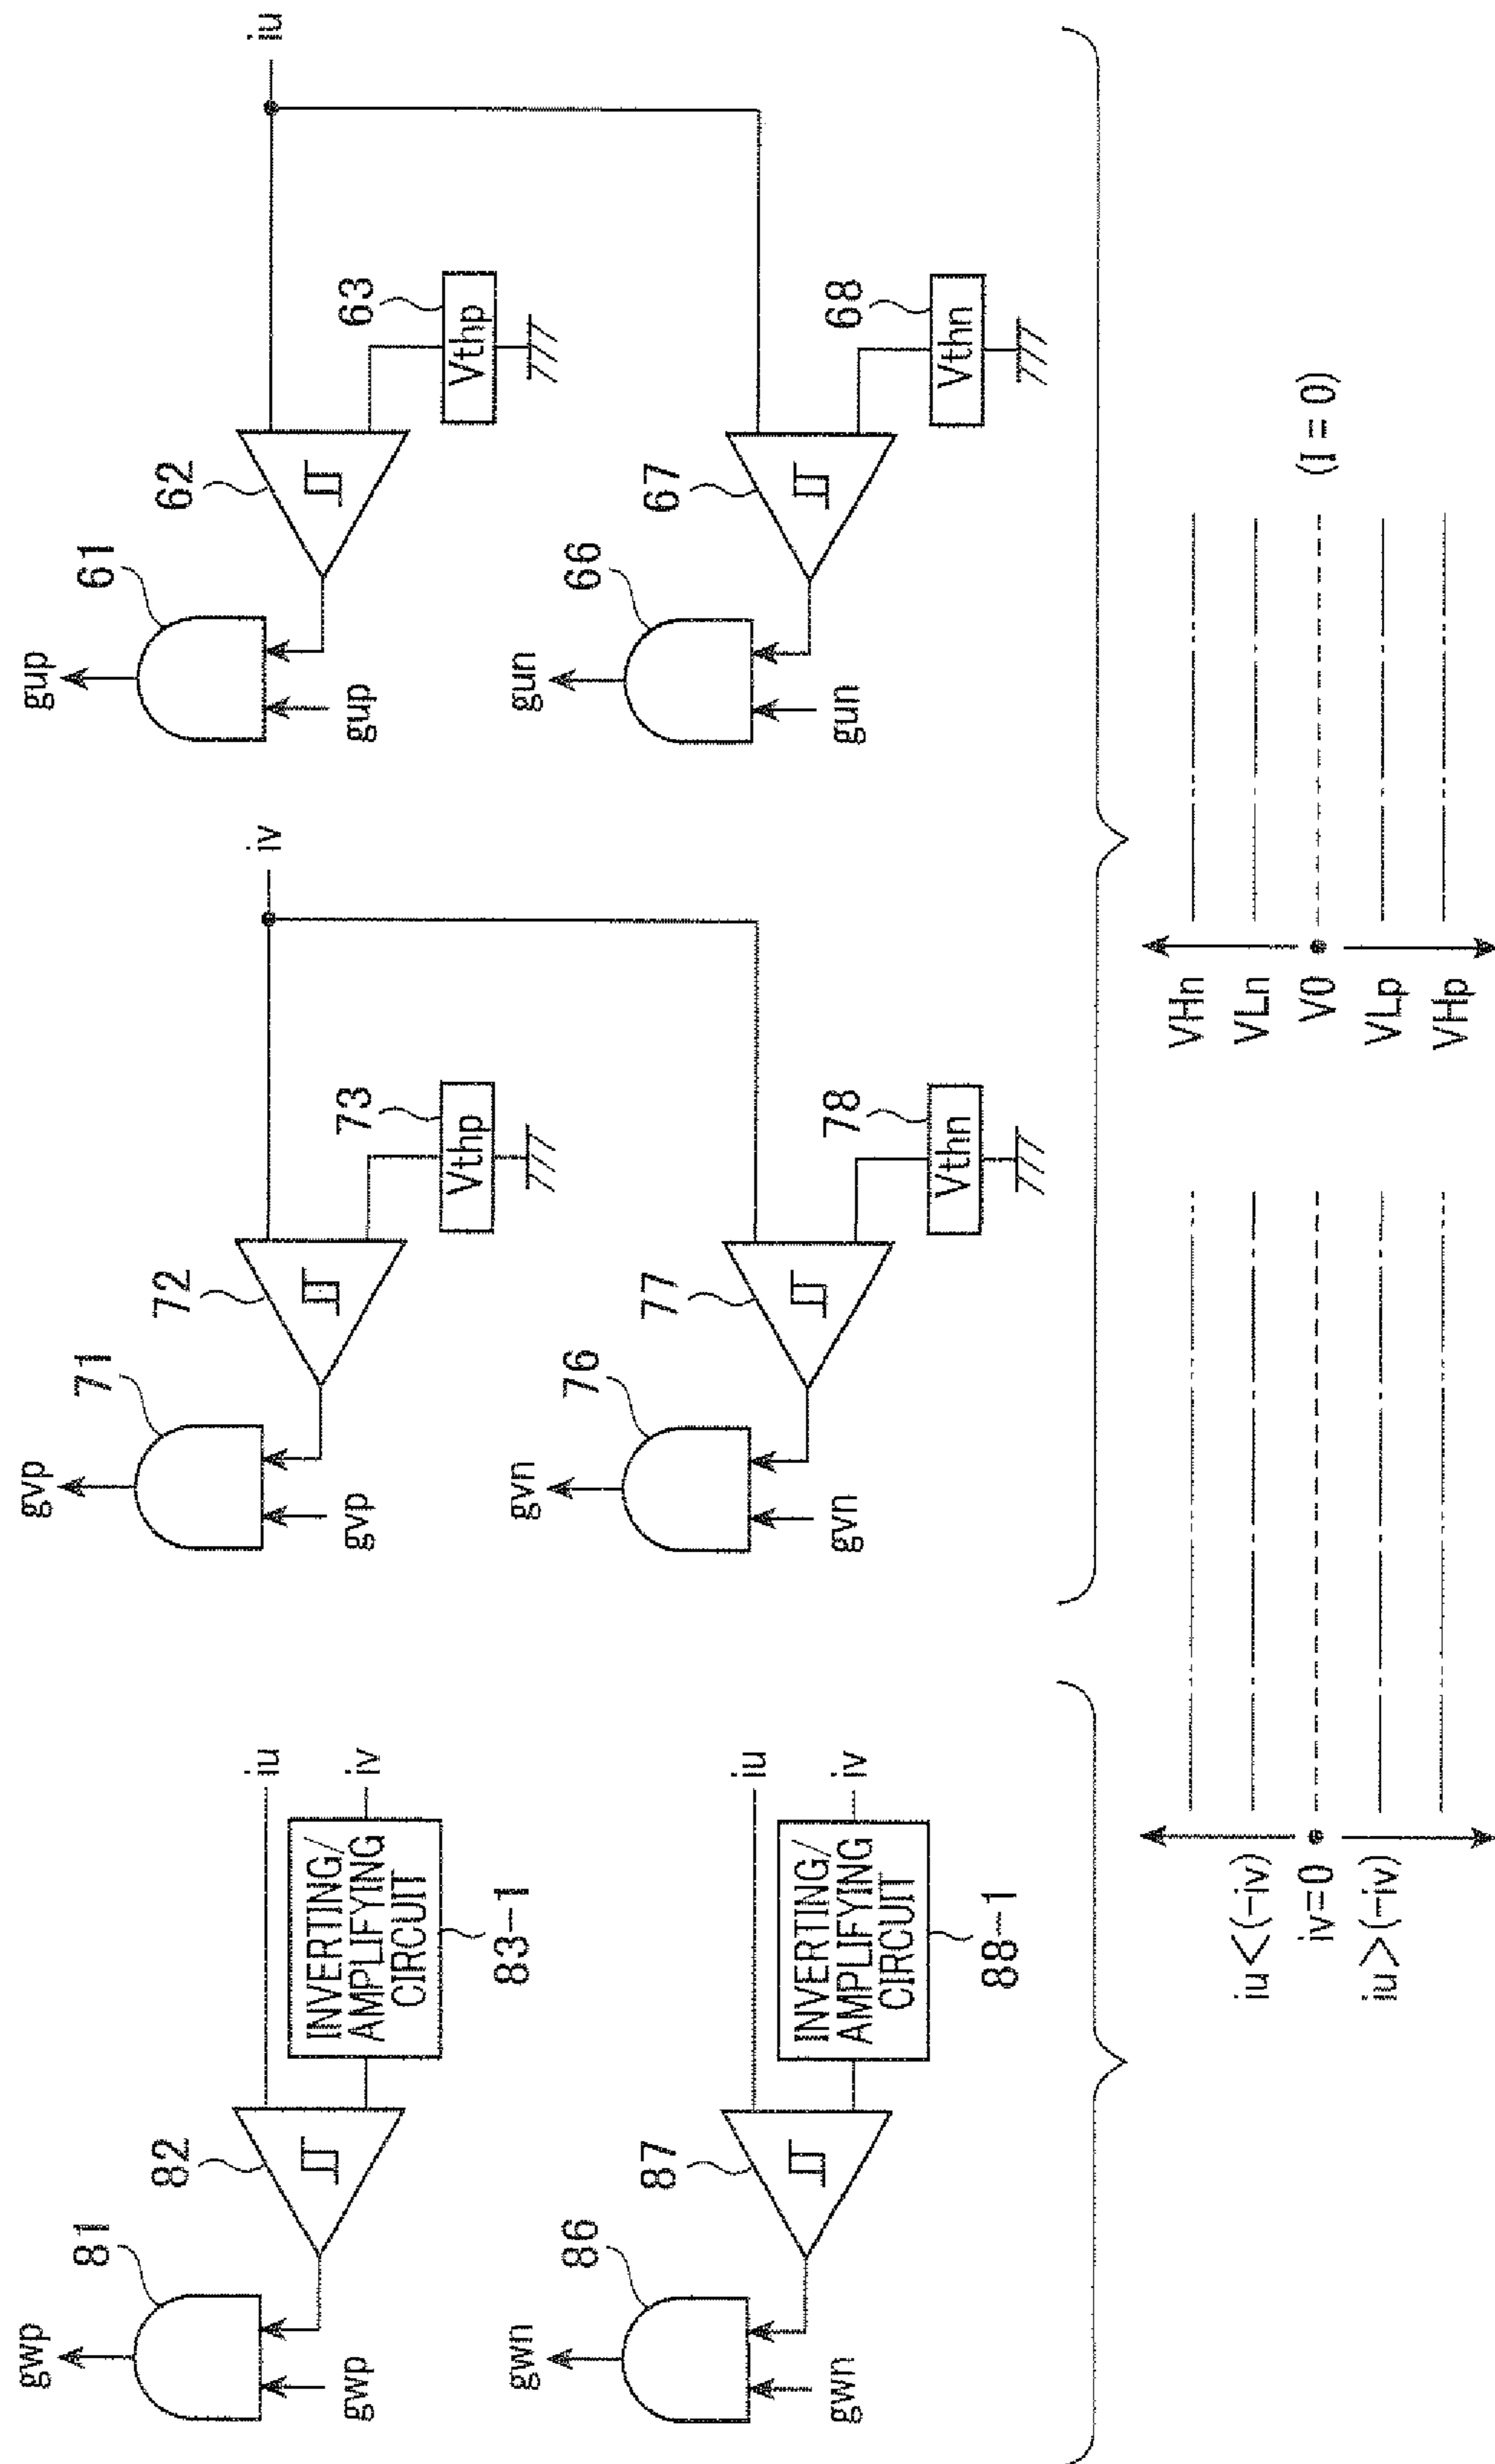 gup
61
gup
62
63
Vthp
iu
gun
66
gun
67
68
Vthn
gvp
71
gvp
72
73
Vthp
iv
gvn
76
gvn
77
78
Vthn
gwp
81
gwp
82
iu
iv
INVERTING/
AMPLIFYING
CIRCUIT
83-1
gwn
86
gwn
87
iu
iv
INVERTING/
AMPLIFYING
CIRCUIT
88-1
VHn
VLn
V0
(I = 0)
VLp
VHp
iu<(-iv)
iv=0
iu>(-iv)